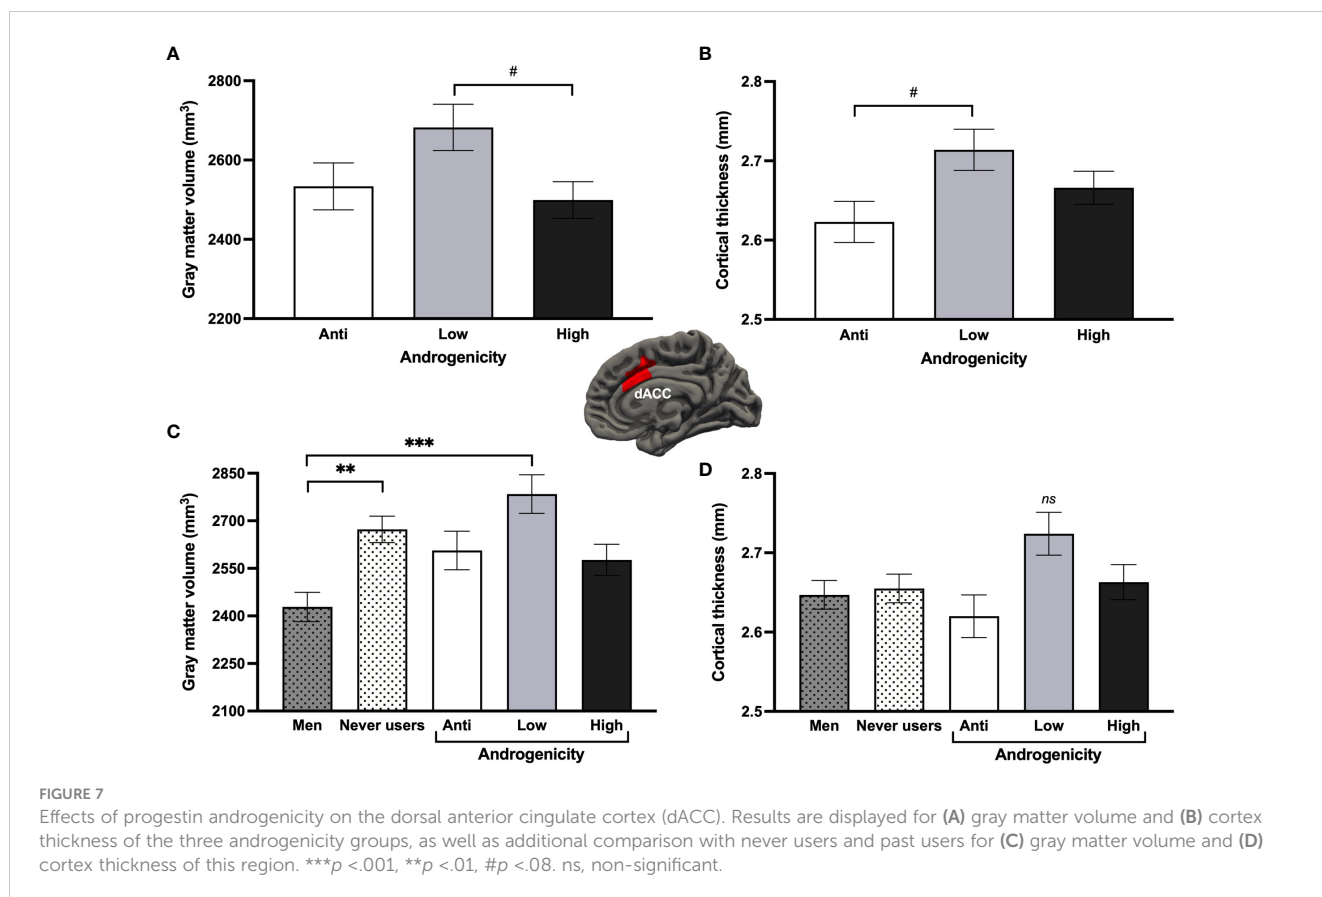 A
#
2800
2600
2400
2200
Gray matter volume (mm³)
Anti Low High
Androgenicity
B
#
2.8
2.7
2.6
2.5
Cortical thickness (mm)
Anti Low High
Androgenicity
dACC
C
***
**
2850
2700
2550
2400
2250
2100
Gray matter volume (mm³)
Men Never users Anti Low High
Androgenicity
D
ns
2.8
2.7
2.6
2.5
Cortical thickness (mm)
Men Never users Anti Low High
Androgenicity
FIGURE 7
Effects of progestin androgenicity on the dorsal anterior cingulate cortex (dACC). Results are displayed for (A) gray matter volume and (B) cortex
thickness of the three androgenicity groups, as well as additional comparison with never users and past users for (C) gray matter volume and (D)
cortex thickness of this region. ***p <.001, **p <.01, #p <.08. ns, non-significant.